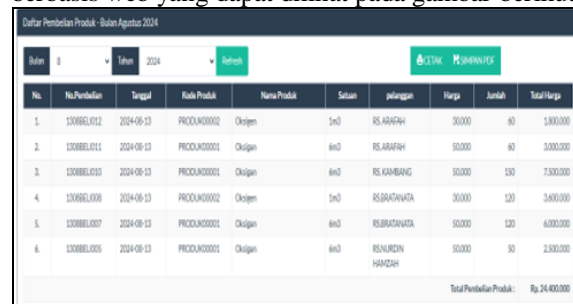 Daftar Pembelian Produk - Bulan Agustus 2024
Bulan 8 Tahun 2024 Refresh CETAK SIMPAN PDF
No. No.Pembelian Tanggal Kode Produk Nama Produk Satuan pelanggan Harga Jumlah Total Harga
1. 1308BELI012 2024-08-13 PRODUK00002 Oksigen 1m3 RS. ARAFAH 30.000 60 1.800.000
2. 1308BELI011 2024-08-13 PRODUK00001 Oksigan 6m3 RS. ARAFAH 50.000 60 3.000.000
3. 1308BELI010 2024-08-13 PRODUK00001 Oksigan 6m3 RS. KAMBANG 50.000 150 7.500.000
4. 1308BELI008 2024-08-13 PRODUK00002 Oksigen 1m3 RS.BRATANATA 30.000 120 3.600.000
5. 1308BELI007 2024-08-13 PRODUK00001 Oksigan 6m3 RS.BRATANATA 50.000 120 6.000.000
6. 1308BELI005 2024-08-13 PRODUK00001 Oksigan 6m3 RS.NURDIN 50.000 50 2.500.000
HAMZAH
Total Pembelian Produk : Rp. 24.400.000